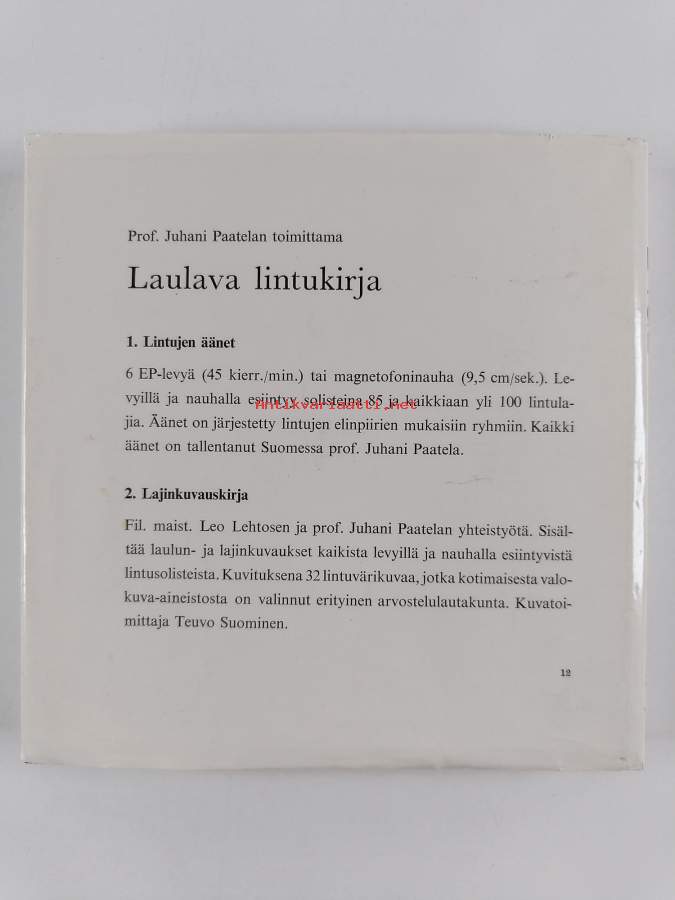 Prof. Juhani Paatelan toimittama
Laulava lintukirja
1. Lintujen äänet
6 EP-levyä (45 kierr./min.) tai magnetofoninauha (9,5 cm/sek.). Le-
vyillä ja nauhalla esiintyy solisteina 85 ja kaikkiaan yli 100 lintula-
Antikvariaatti.net
jia. Äänet on järjestetty lintujen elinpiirien mukaisiin ryhmiin. Kaikki
äänet on tallentanut Suomessa prof. Juhani Paatela.
2. Lajinkuvauskirja
Fil. maist. Leo Lehtosen ja prof. Juhani Paatelan yhteistyötä. Sisäl-
tää laulun- ja lajinkuvaukset kaikista levyillä ja nauhalla esiintyvistä
lintusolisteista. Kuvituksena 32 lintuvärikuvaa, jotka kotimaisesta valo-
kuva-aineistosta on valinnut erityinen arvostelulautakunta. Kuvatoi-
mittaja Teuvo Suominen.
12